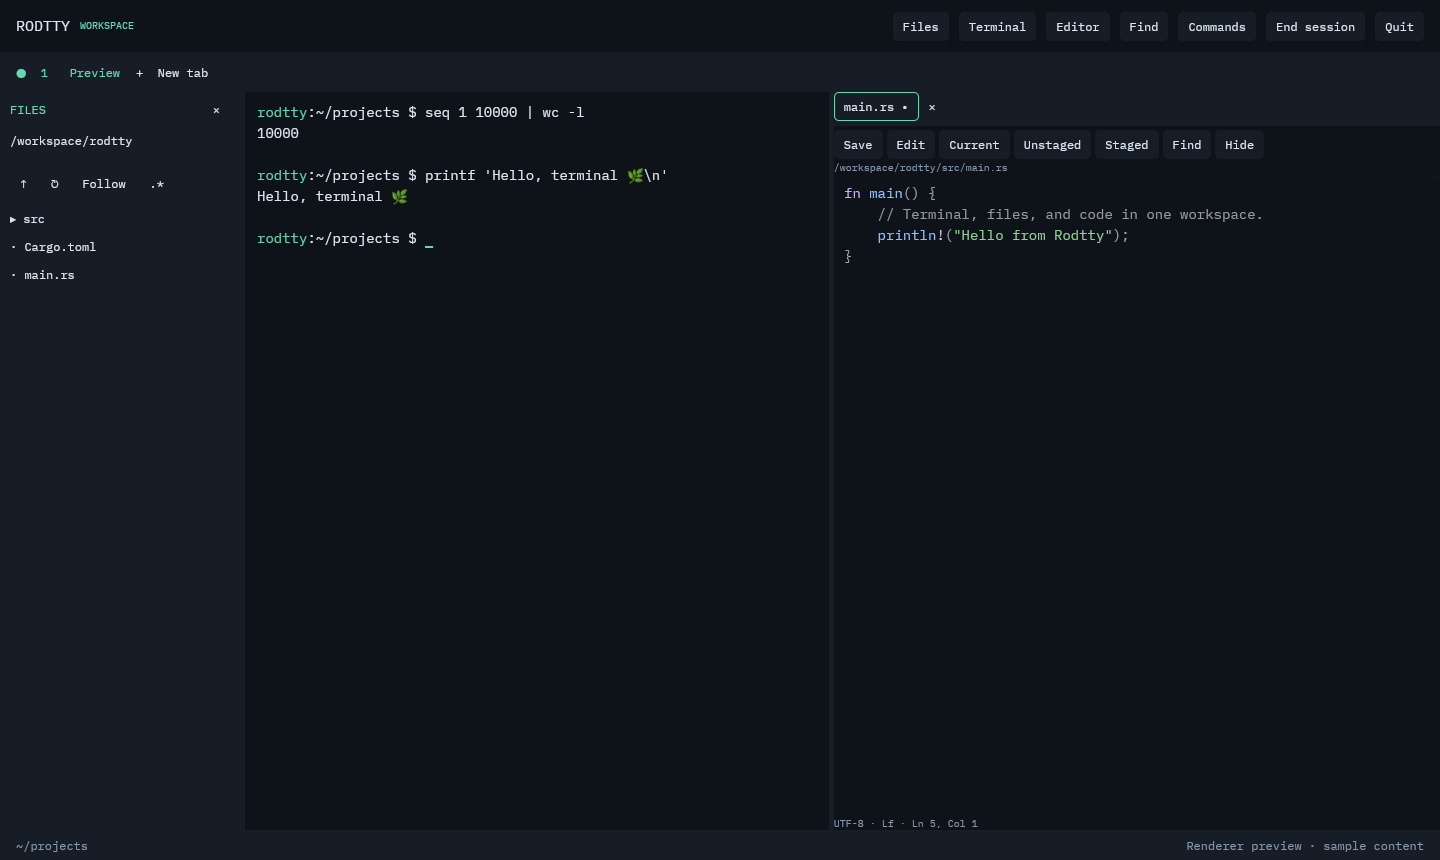 RODTTY WORKSPACE Files Terminal Editor Find Commands End session Quit
● 1 Preview + New tab
FILES ×
/workspace/rodtty
↑ ↻ Follow .*
▶ src
· Cargo.toml
· main.rs
rodtty:~/projects $ seq 1 10000 | wc -l
10000
rodtty:~/projects $ printf 'Hello, terminal 🌿\n'
Hello, terminal 🌿
rodtty:~/projects $ _
main.rs • ×
Save Edit Current Unstaged Staged Find Hide
/workspace/rodtty/src/main.rs
fn main() {
    // Terminal, files, and code in one workspace.
    println!("Hello from Rodtty");
}
UTF-8 · Lf · Ln 5, Col 1
~/projects Renderer preview · sample content